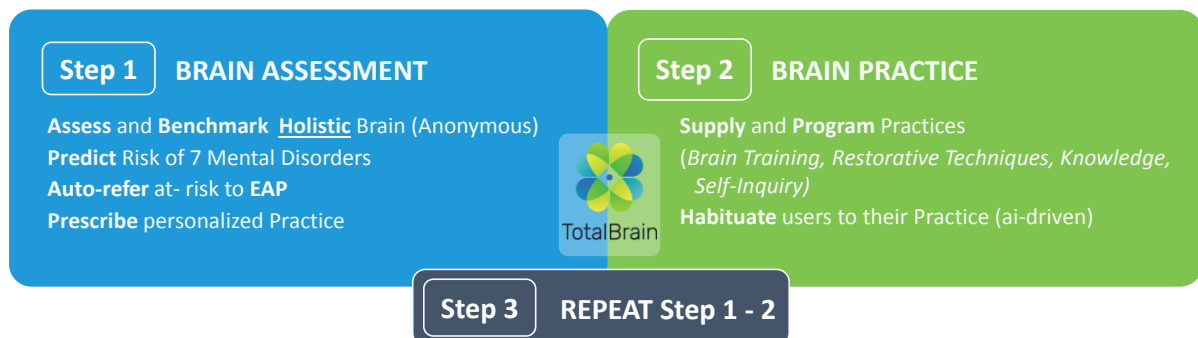 Step 1 BRAIN ASSESSMENT
Assess and Benchmark Holistic Brain (Anonymous)
Predict Risk of 7 Mental Disorders
Auto-refer at- risk to EAP
Prescribe personalized Practice
TotalBrain
Step 2 BRAIN PRACTICE
Supply and Program Practices
(Brain Training, Restorative Techniques, Knowledge,
Self-Inquiry)
Habituate users to their Practice (ai-driven)
Step 3 REPEAT Step 1 - 2